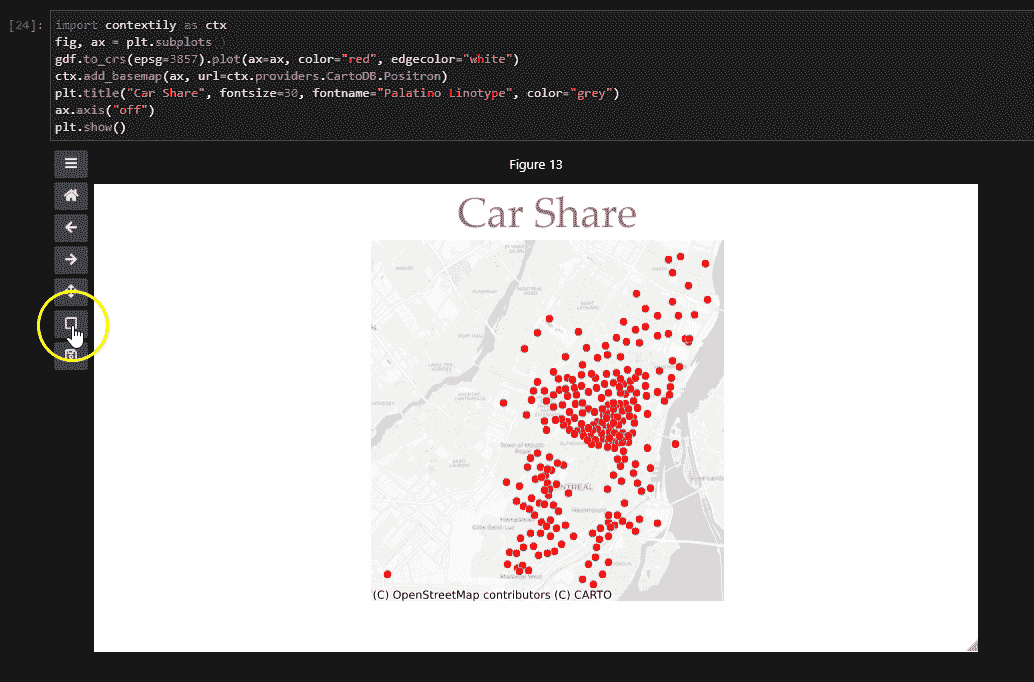 [24]: import contextily as ctx
fig, ax = plt.subplots()
gdf.to_crs(epsg=3857).plot(ax=ax, color="red", edgecolor="white")
ctx.add_basemap(ax, url=ctx.providers.CartoDB.Positron)
plt.title("Car Share", fontsize=30, fontname="Palatino Linotype", color="grey")
ax.axis("off")
plt.show()
Figure 13
Car Share
(C) OpenStreetMap contributors (C) CARTO